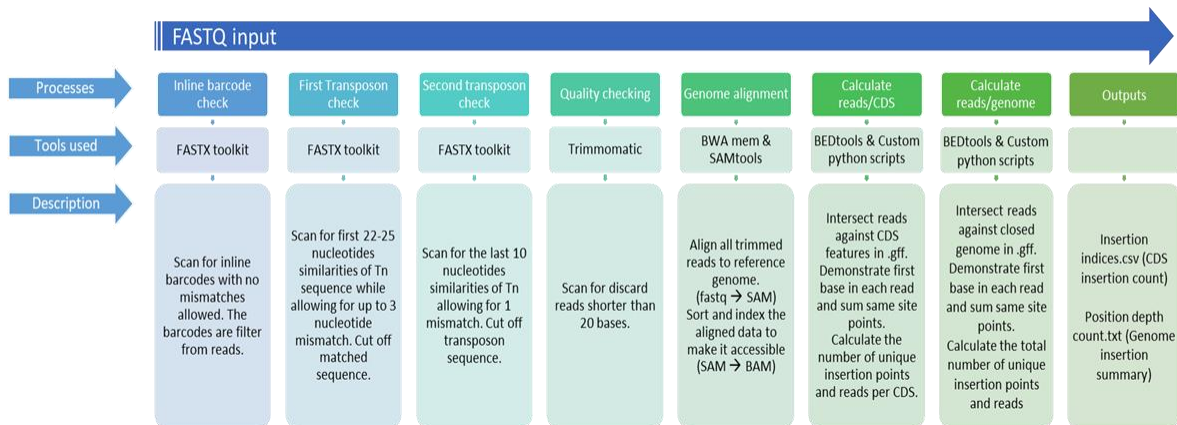 FASTQ input
Processes
Inline barcode
check
First Transposon
check
Second transposon
check
Quality checking
Genome alignment
Calculate
reads/CDS
Calculate
reads/genome
Outputs
Tools used
FASTX toolkit
FASTX toolkit
FASTX toolkit
Trimmomatic
BWA mem &
SAMtools
BEDtools & Custom
python scripts
BEDtools & Custom
python scripts
Description
Scan for inline
barcodes with no
mismatches
allowed. The
barcodes are filter
from reads.
Scan for first 22-25
nucleotides
similarities of Tn
sequence while
allowing for up to 3
nucleotide
mismatch. Cut off
matched
sequence.
Scan for the last 10
nucleotides
similarities of Tn
allowing for 1
mismatch. Cut off
transposon
sequence.
Scan for discard
reads shorter than
20 bases.
Align all trimmed
reads to reference
genome.
(fastq → SAM)
Sort and index the
aligned data to
make it accessible
(SAM → BAM)
Intersect reads
against CDS
features in .gff.
Demonstrate first
base in each read
and sum same site
points.
Calculate the
number of unique
insertion points
and reads per CDS.
Intersect reads
against closed
genome in .gff.
Demonstrate first
base in each read
and sum same site
points.
Calculate the total
number of unique
insertion points
and reads
Insertion
indices.csv (CDS
insertion count)
Position depth
count.txt (Genome
insertion
summary)